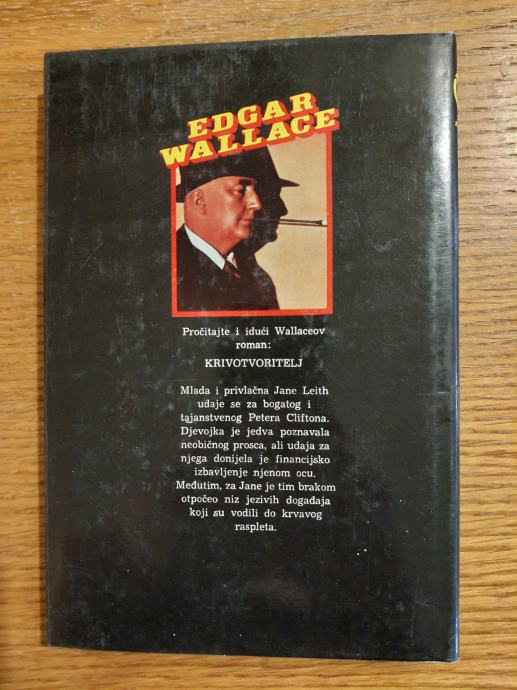 EDGAR
WALLACE
Pročitajte i idući Wallaceov
roman:
KRIVOTVORITELJ
Mlada i privlačna Jane Leith
udaje se za bogatog i
tajanstvenog Petera Cliftona.
Djevojka je jedva poznavala
neobičnog prosca, ali udaja za
njega donijela je financijsko
izbavljenje njenom ocu.
Međutim, za Jane je tim brakom
otpočeo niz jezivih događaja
koji su vodili do krvavog
raspleta.